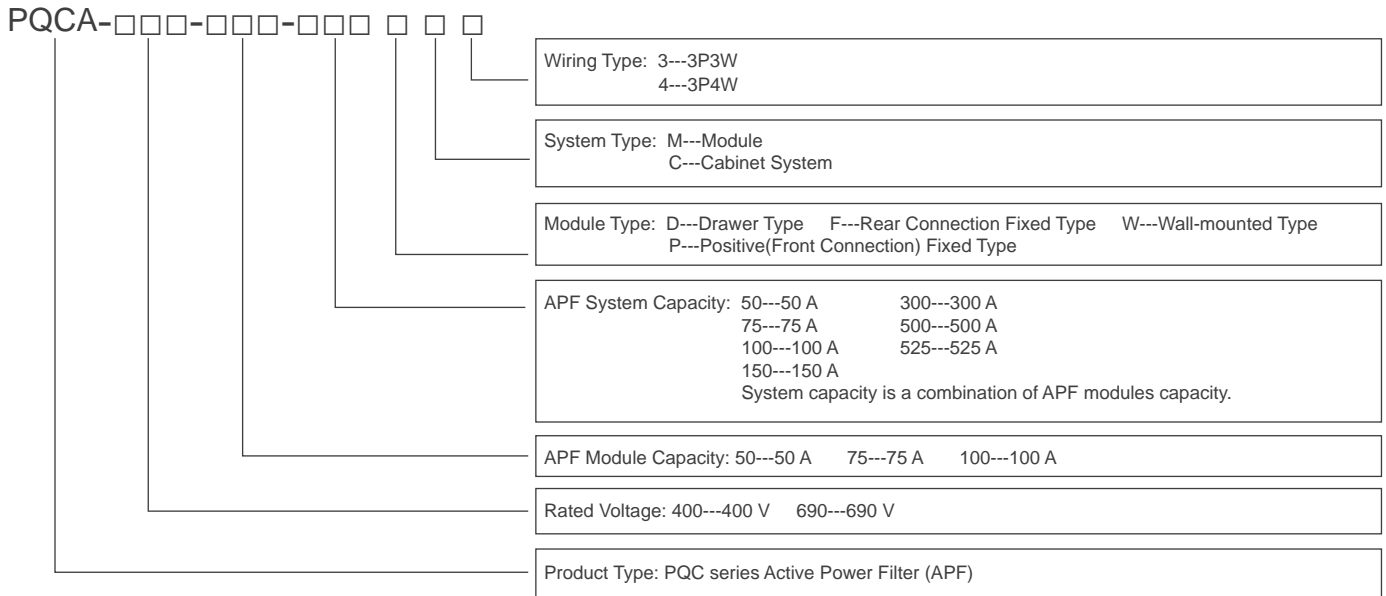 PQCA-□□□-□□□-□□□ □ □ □
Wiring Type: 3---3P3W
4---3P4W
System Type: M---Module
C---Cabinet System
Module Type: D---Drawer Type F---Rear Connection Fixed Type W---Wall-mounted Type
P---Positive(Front Connection) Fixed Type
APF System Capacity: 50---50 A 300---300 A
75---75 A 500---500 A
100---100 A 525---525 A
150---150 A
System capacity is a combination of APF modules capacity.
APF Module Capacity: 50---50 A 75---75 A 100---100 A
Rated Voltage: 400---400 V 690---690 V
Product Type: PQC series Active Power Filter (APF)